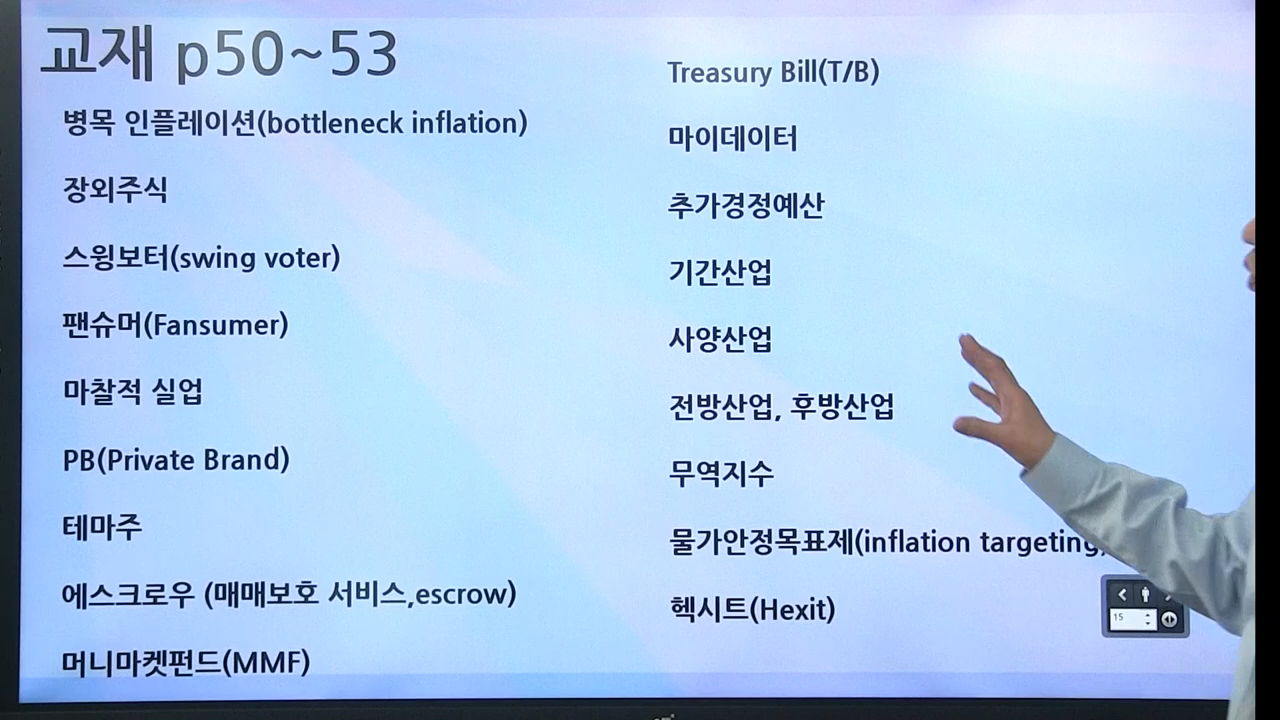 교재 p50~53
병목 인플레이션(bottleneck inflation)
장외주식
스윙보터(swing voter)
팬슈머(Fansumer)
마찰적 실업
PB(Private Brand)
테마주
에스크로우 (매매보호 서비스,escrow)
머니마켓펀드(MMF)
Treasury Bill(T/B)
마이데이터
추가경정예산
기간산업
사양산업
전방산업, 후방산업
무역지수
물가안정목표제(inflation targeting)
헥시트(Hexit)
15